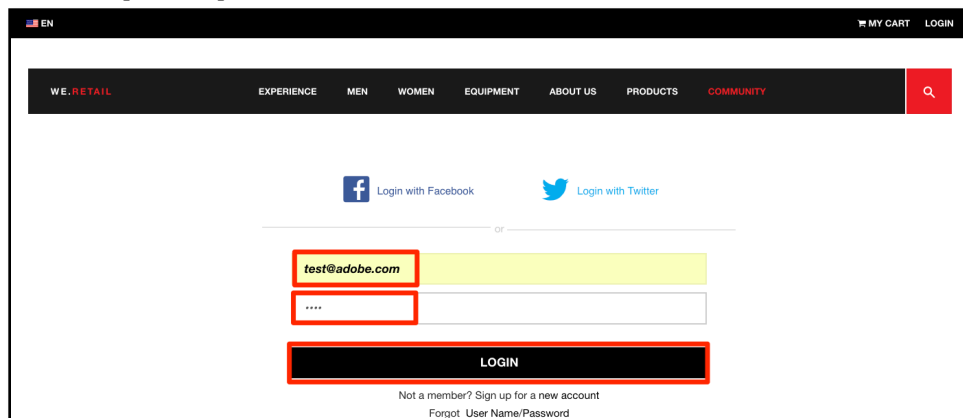 EN MY CART LOGIN
WE.RETAIL EXPERIENCE MEN WOMEN EQUIPMENT ABOUT US PRODUCTS COMMUNITY
Login with Facebook Login with Twitter
or
test@adobe.com
****
LOGIN
Not a member? Sign up for a new account
Forgot User Name/Password